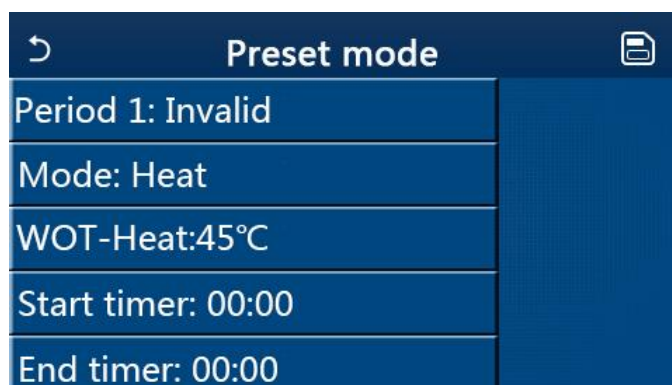 Preset mode
Period 1: Invalid
Mode: Heat
WOT-Heat:45℃
Start timer: 00:00
End timer: 00:00